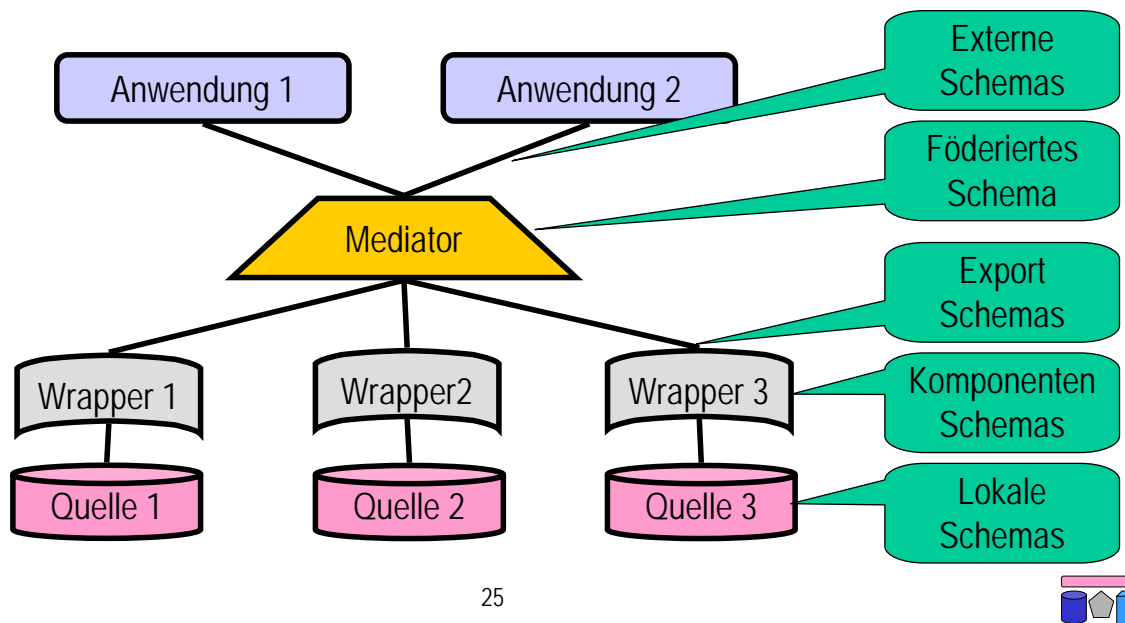 Anwendung 1
Anwendung 2
Externe
Schemas
Föderiertes
Schema
Mediator
Export
Schemas
Wrapper 1
Wrapper2
Wrapper 3
Komponenten
Schemas
Quelle 1
Quelle 2
Quelle 3
Lokale
Schemas
25